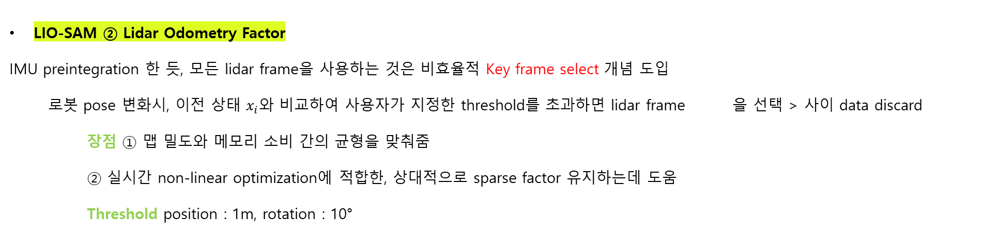 • LIO-SAM ② Lidar Odometry Factor
IMU preintegration 한 듯, 모든 lidar frame을 사용하는 것은 비효율적 Key frame select 개념 도입
로봇 pose 변화시, 이전 상태 𝑥ᵢ와 비교하여 사용자가 지정한 threshold를 초과하면 lidar frame 을 선택 > 사이 data discard
장점 ① 맵 밀도와 메모리 소비 간의 균형을 맞춰줌
② 실시간 non-linear optimization에 적합한, 상대적으로 sparse factor 유지하는데 도움
Threshold position : 1m, rotation : 10°